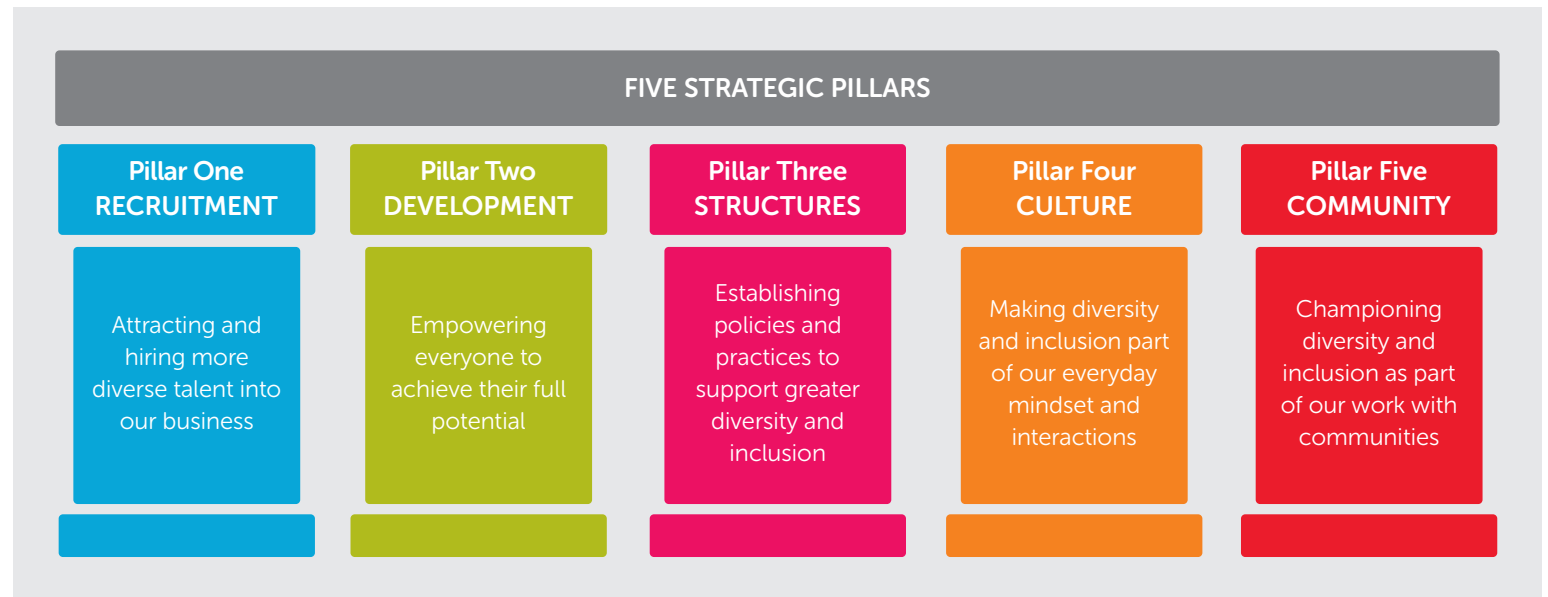 FIVE STRATEGIC PILLARS
Pillar One
RECRUITMENT
Attracting and
hiring more
diverse talent into
our business
Pillar Two
DEVELOPMENT
Empowering
everyone to
achieve their full
potential
Pillar Three
STRUCTURES
Establishing
policies and
practices to
support greater
diversity and
inclusion
Pillar Four
CULTURE
Making diversity
and inclusion part
of our everyday
mindset and
interactions
Pillar Five
COMMUNITY
Championing
diversity and
inclusion as part
of our work with
communities